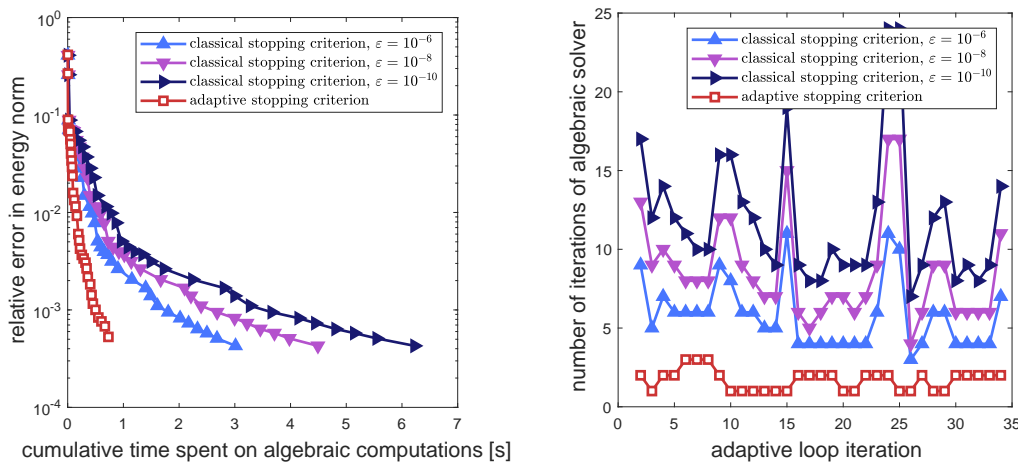 10^0
10^{-1}
10^{-2}
10^{-3}
10^{-4}
relative error in energy norm
classical stopping criterion, ε = 10^{-6}
classical stopping criterion, ε = 10^{-8}
classical stopping criterion, ε = 10^{-10}
adaptive stopping criterion
0 1 2 3 4 5 6 7
cumulative time spent on algebraic computations [s]
25
20
15
10
5
0
number of iterations of algebraic solver
classical stopping criterion, ε = 10^{-6}
classical stopping criterion, ε = 10^{-8}
classical stopping criterion, ε = 10^{-10}
adaptive stopping criterion
0 5 10 15 20 25 30 35
adaptive loop iteration